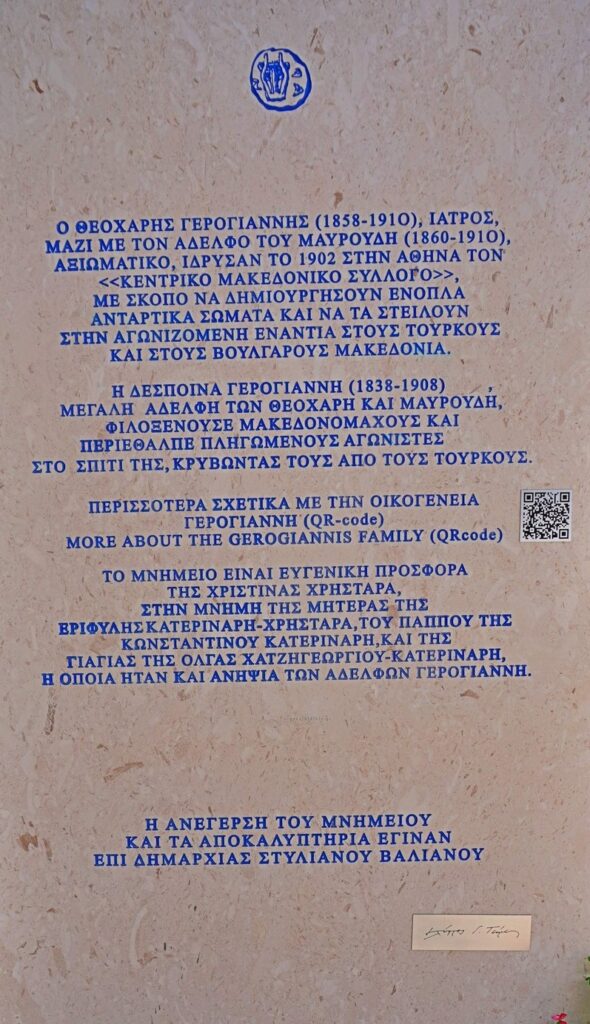 Ο ΘΕΟΧΑΡΗΣ ΓΕΡΟΓΙΑΝΝΗΣ (1858-1910), ΙΑΤΡΟΣ,
ΜΑΖΙ ΜΕ ΤΟΝ ΑΔΕΛΦΟ ΤΟΥ ΜΑΥΡΟΥΔΗ (1860-1910),
ΑΞΙΩΜΑΤΙΚΟ, ΙΔΡΥΣΑΝ ΤΟ 1902 ΣΤΗΝ ΑΘΗΝΑ ΤΟΝ
<<ΚΕΝΤΡΙΚΟ ΜΑΚΕΔΟΝΙΚΟ ΣΥΛΛΟΓΟ>>,
ΜΕ ΣΚΟΠΟ ΝΑ ΔΗΜΙΟΥΡΓΗΣΟΥΝ ΕΝΟΠΛΑ
ΑΝΤΑΡΤΙΚΑ ΣΩΜΑΤΑ ΚΑΙ ΝΑ ΤΑ ΣΤΕΙΛΟΥΝ
ΣΤΗΝ ΑΓΩΝΙΖΟΜΕΝΗ ΕΝΑΝΤΙΑ ΣΤΟΥΣ ΤΟΥΡΚΟΥΣ
ΚΑΙ ΣΤΟΥΣ ΒΟΥΛΓΑΡΟΥΣ ΜΑΚΕΔΟΝΙΑ.
Η ΔΕΣΠΟΙΝΑ ΓΕΡΟΓΙΑΝΝΗ (1838-1908) ,
ΜΕΓΑΛΗ ΑΔΕΛΦΗ ΤΩΝ ΘΕΟΧΑΡΗ ΚΑΙ ΜΑΥΡΟΥΔΗ,
ΦΙΛΟΞΕΝΟΥΣΕ ΜΑΚΕΔΟΝΟΜΑΧΟΥΣ ΚΑΙ
ΠΕΡΙΕΘΑΛΠΕ ΠΛΗΓΩΜΕΝΟΥΣ ΑΓΩΝΙΣΤΕΣ
ΣΤΟ ΣΠΙΤΙ ΤΗΣ, ΚΡΥΒΩΝΤΑΣ ΤΟΥΣ ΑΠΟ ΤΟΥΣ ΤΟΥΡΚΟΥΣ.
ΠΕΡΙΣΣΟΤΕΡΑ ΣΧΕΤΙΚΑ ΜΕ ΤΗΝ ΟΙΚΟΓΕΝΕΙΑ
ΓΕΡΟΓΙΑΝΝΗ (QR-code)
MORE ABOUT THE GEROGIANNIS FAMILY (QRcode)
ΤΟ ΜΝΗΜΕΙΟ ΕΙΝΑΙ ΕΥΓΕΝΙΚΗ ΠΡΟΣΦΟΡΑ
ΤΗΣ ΧΡΙΣΤΙΝΑΣ ΧΡΗΣΤΑΡΑ,
ΣΤΗΝ ΜΝΗΜΗ ΤΗΣ ΜΗΤΕΡΑΣ ΤΗΣ
ΕΡΙΦΥΛΗΣ ΚΑΤΕΡΙΝΑΡΗ-ΧΡΗΣΤΑΡΑ, ΤΟΥ ΠΑΠΠΟΥ ΤΗΣ
ΚΩΝΣΤΑΝΤΙΝΟΥ ΚΑΤΕΡΙΝΑΡΗ, ΚΑΙ ΤΗΣ
ΓΙΑΓΙΑΣ ΤΗΣ ΟΛΓΑΣ ΧΑΤΖΗΓΕΩΡΓΙΟΥ-ΚΑΤΕΡΙΝΑΡΗ,
Η ΟΠΟΙΑ ΗΤΑΝ ΚΑΙ ΑΝΗΨΙΑ ΤΩΝ ΑΔΕΛΦΩΝ ΓΕΡΟΓΙΑΝΝΗ.
Η ΑΝΕΓΕΡΣΗ ΤΟΥ ΜΝΗΜΕΙΟΥ
ΚΑΙ ΤΑ ΑΠΟΚΑΛΥΠΤΗΡΙΑ ΕΓΙΝΑΝ
ΕΠΙ ΔΗΜΑΡΧΙΑΣ ΣΤΥΛΙΑΝΟΥ ΒΑΛΙΑΝΟΥ